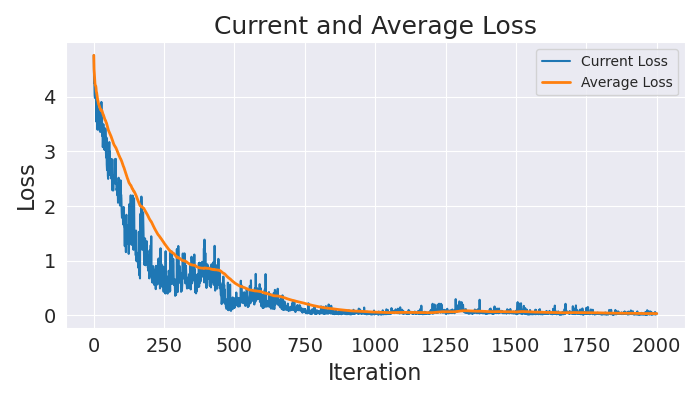 Current and Average Loss
Current Loss
Average Loss
Loss
4
3
2
1
0
0 250 500 750 1000 1250 1500 1750 2000
Iteration